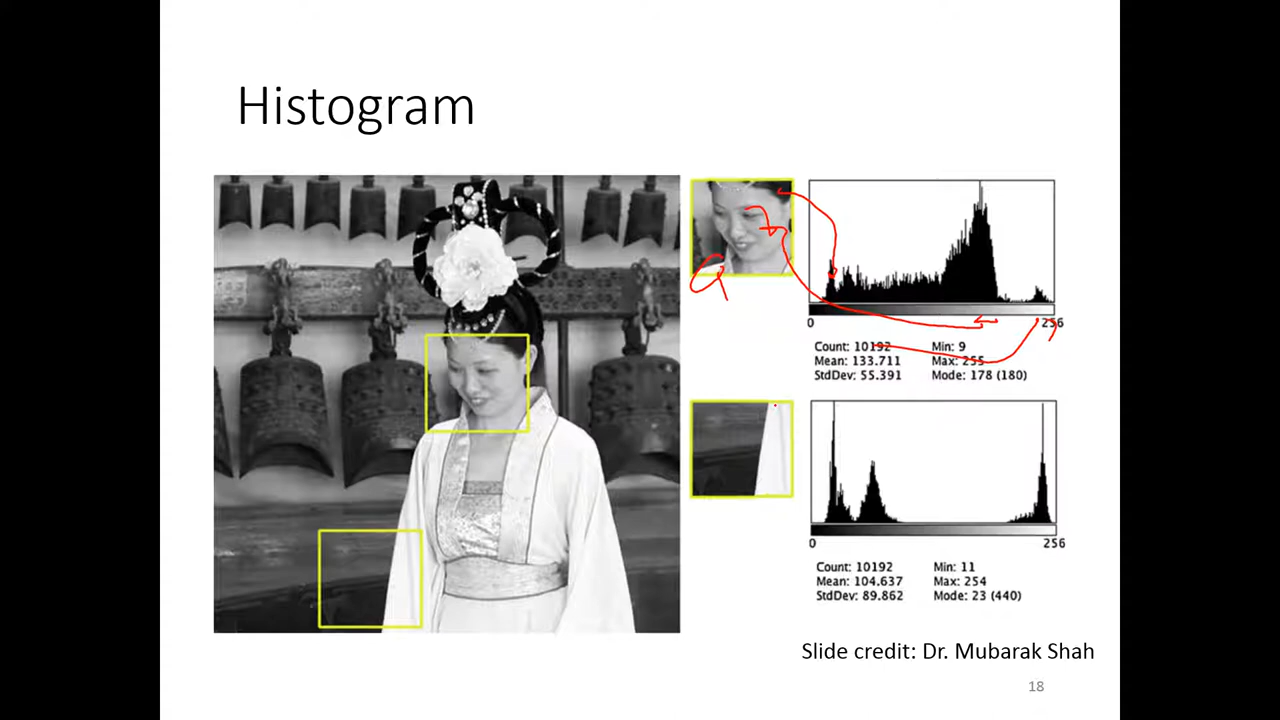 Histogram
0 256
Count: 10192 Min: 9
Mean: 133.711 Max: 255
StdDev: 55.391 Mode: 178 (180)
0 256
Count: 10192 Min: 11
Mean: 104.637 Max: 254
StdDev: 89.862 Mode: 23 (440)
Slide credit: Dr. Mubarak Shah
18